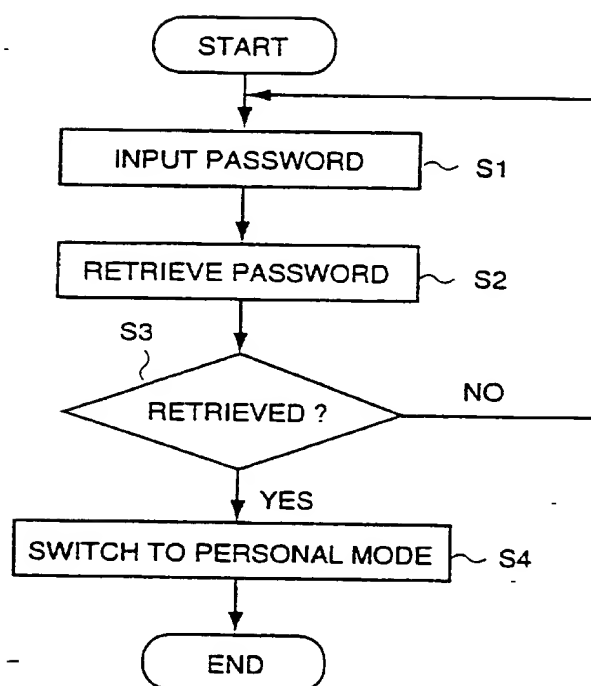 START
INPUT PASSWORD
S1
RETRIEVE PASSWORD
S2
S3
RETRIEVED ?
NO
YES
SWITCH TO PERSONAL MODE
S4
END